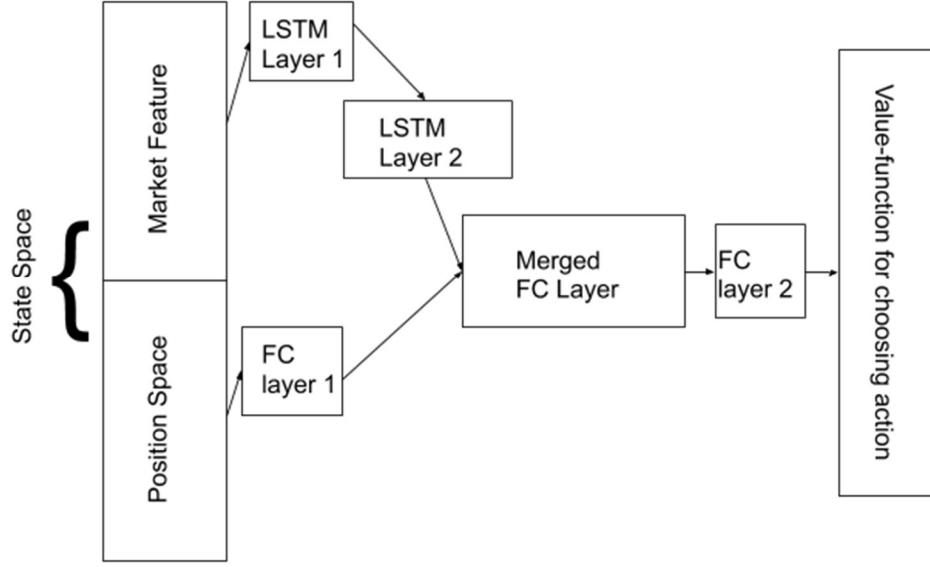 State Space
Market Feature
Position Space
LSTM
Layer 1
LSTM
Layer 2
FC
layer 1
Merged
FC Layer
FC
layer 2
Value-function for choosing action